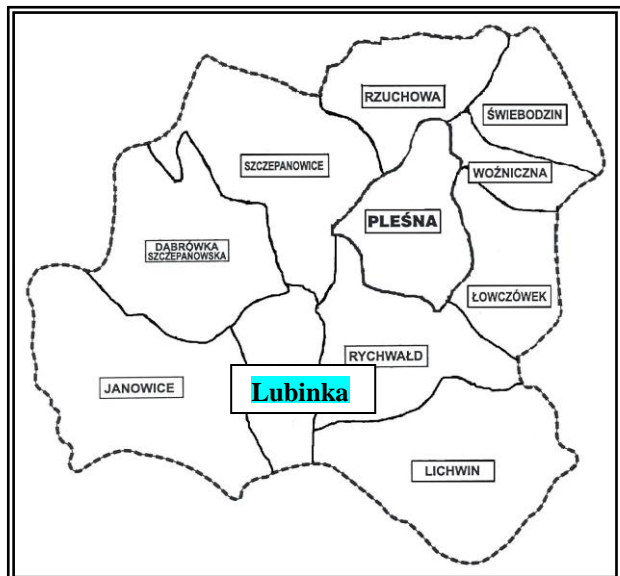 RZUCHOWA
ŚWIEBODZIN
SZCZEPANOWICE
WOŹNICZNA
PLEŚNA
DĄBRÓWKA
SZCZEPANOWSKA
ŁOWCZÓWEK
RYCHWAŁD
JANOWICE
Lubinka
LICHWIN